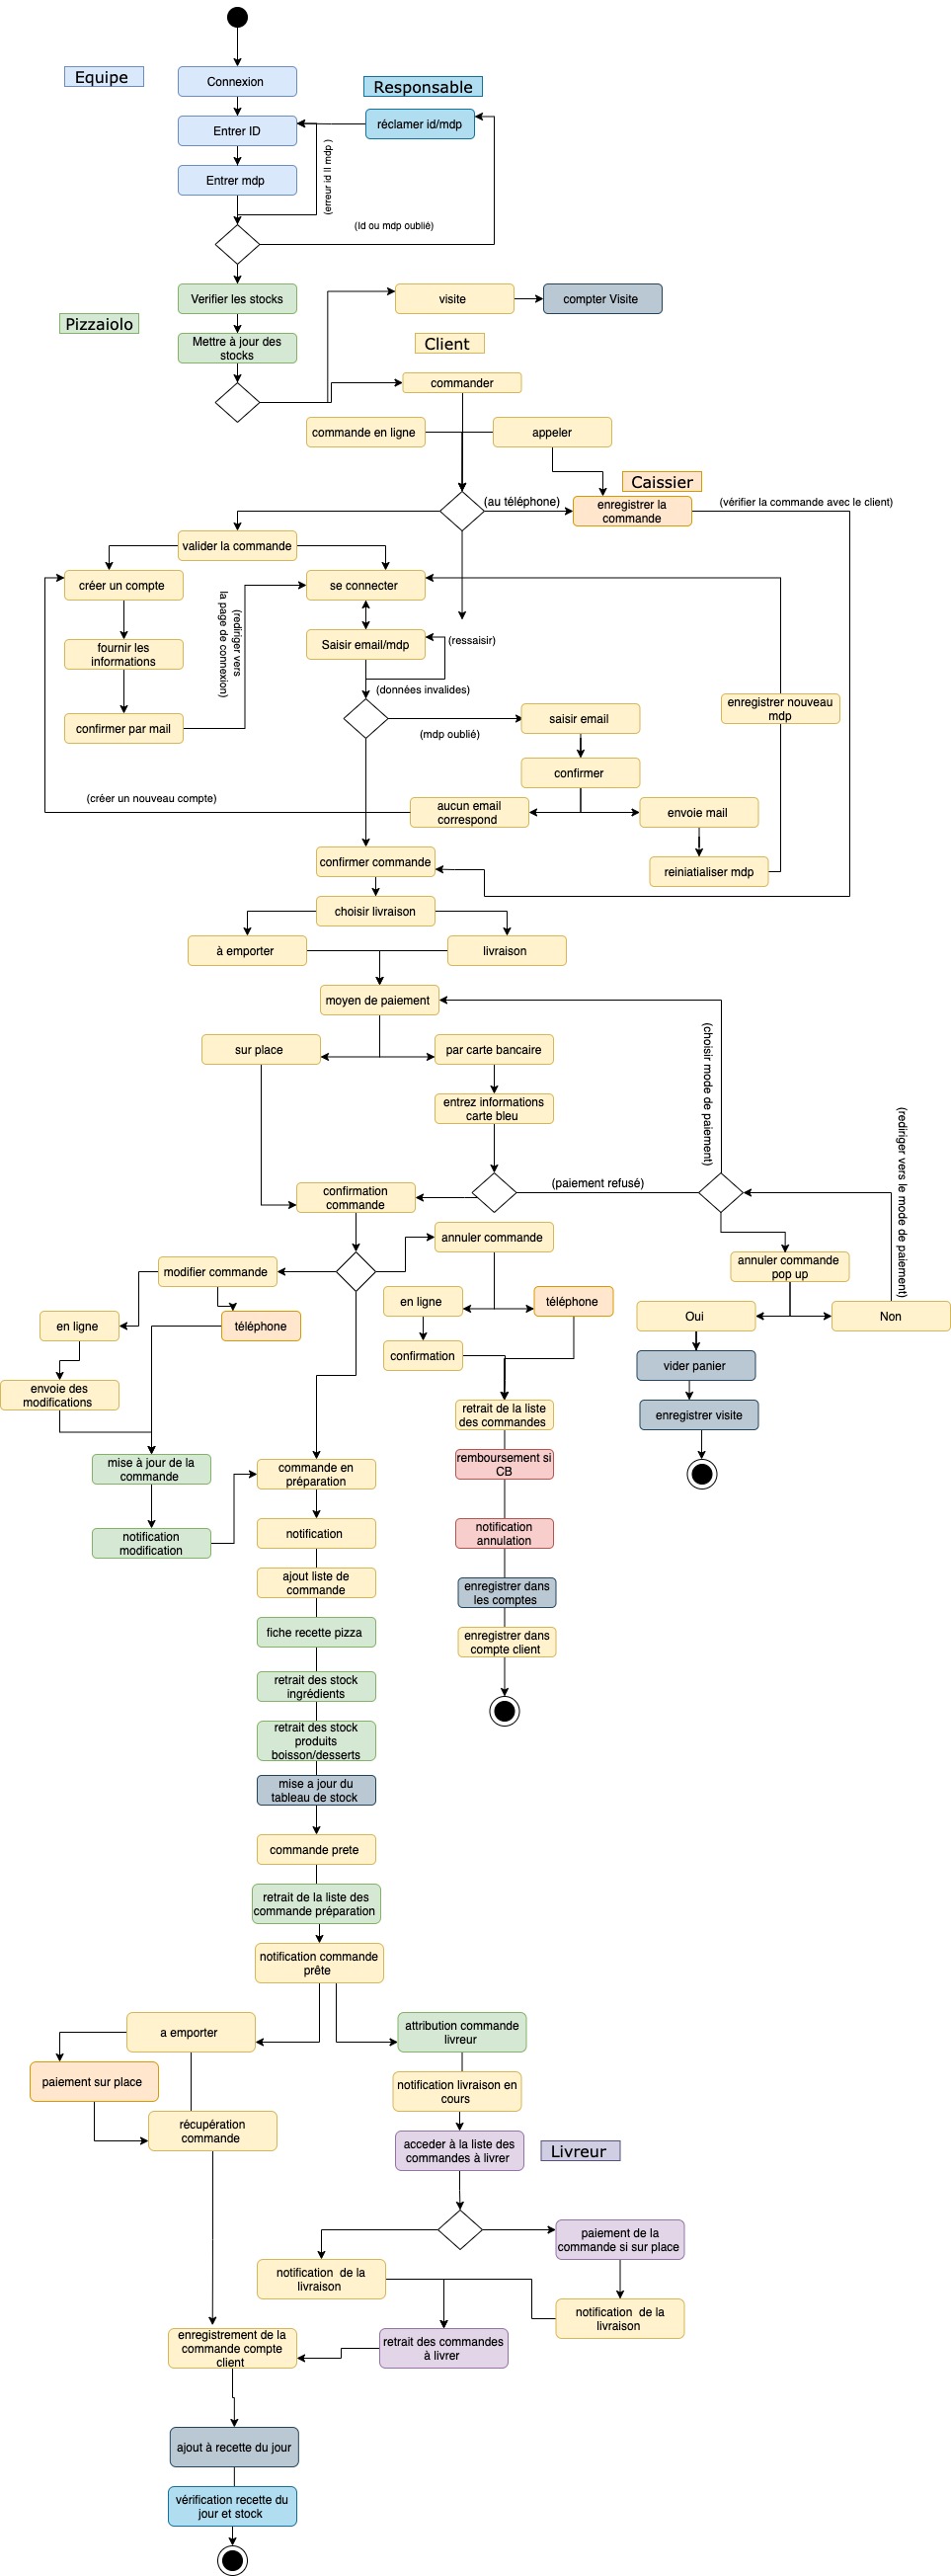 Equipe
Connexion
Responsable
Entrer ID
réclamer id/mdp
(erreur id ll mdp )
Entrer mdp
(Id ou mdp oublié)
Verifier les stocks
visite
compter Visite
Pizzaiolo
Mettre à jour des
stocks
Client
commander
commande en ligne
appeler
Caissier
(au téléphone)
enregistrer la
commande
(vérifier la commande avec le client)
valider la commande
créer un compte
se connecter
(rediriger vers
la page de connexion)
fournir les
informations
Saisir email/mdp
(ressaisir)
(données invalides)
confirmer par mail
saisir email
(mdp oublié)
enregistrer nouveau
mdp
confirmer
(créer un nouveau compte)
aucun email
correspond
envoie mail
confirmer commande
reiniatialiser mdp
choisir livraison
à emporter
livraison
moyen de paiement
(choisir mode de paiement)
sur place
par carte bancaire
entrez informations
carte bleu
(rediriger vers le mode de paiement)
(paiement refusé)
confirmation
commande
annuler commande
modifier commande
annuler commande
pop up
en ligne
téléphone
en ligne
téléphone
Oui
Non
confirmation
vider panier
envoie des
modifications
retrait de la liste
des commandes
enregistrer visite
mise à jour de la
commande
commande en
préparation
remboursement si
CB
notification
modification
notification
notification
annulation
ajout liste de
commande
enregistrer dans
les comptes
fiche recette pizza
enregistrer dans
compte client
retrait des stock
ingrédients
retrait des stock
produits
boisson/desserts
mise a jour du
tableau de stock
commande prete
retrait de la liste des
commande préparation
notification commande
prête
a emporter
attribution commande
livreur
paiement sur place
notification livraison en
cours
récupération
commande
acceder à la liste des
commandes à livrer
Livreur
paiement de la
commande si sur place
notification  de la
livraison
notification  de la
livraison
enregistrement de la
commande compte
client
retrait des commandes
à livrer
ajout à recette du jour
vérification recette du
jour et stock